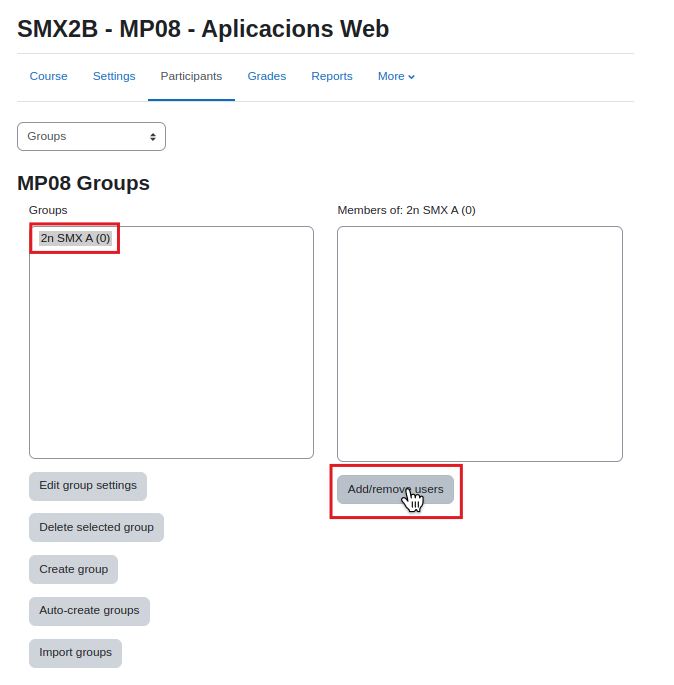 SMX2B - MP08 - Aplicacions Web
Course Settings Participants Grades Reports More
Groups
MP08 Groups
Groups
2n SMX A (0)
Edit group settings
Delete selected group
Create group
Auto-create groups
Import groups
Members of: 2n SMX A (0)
Add/remove users